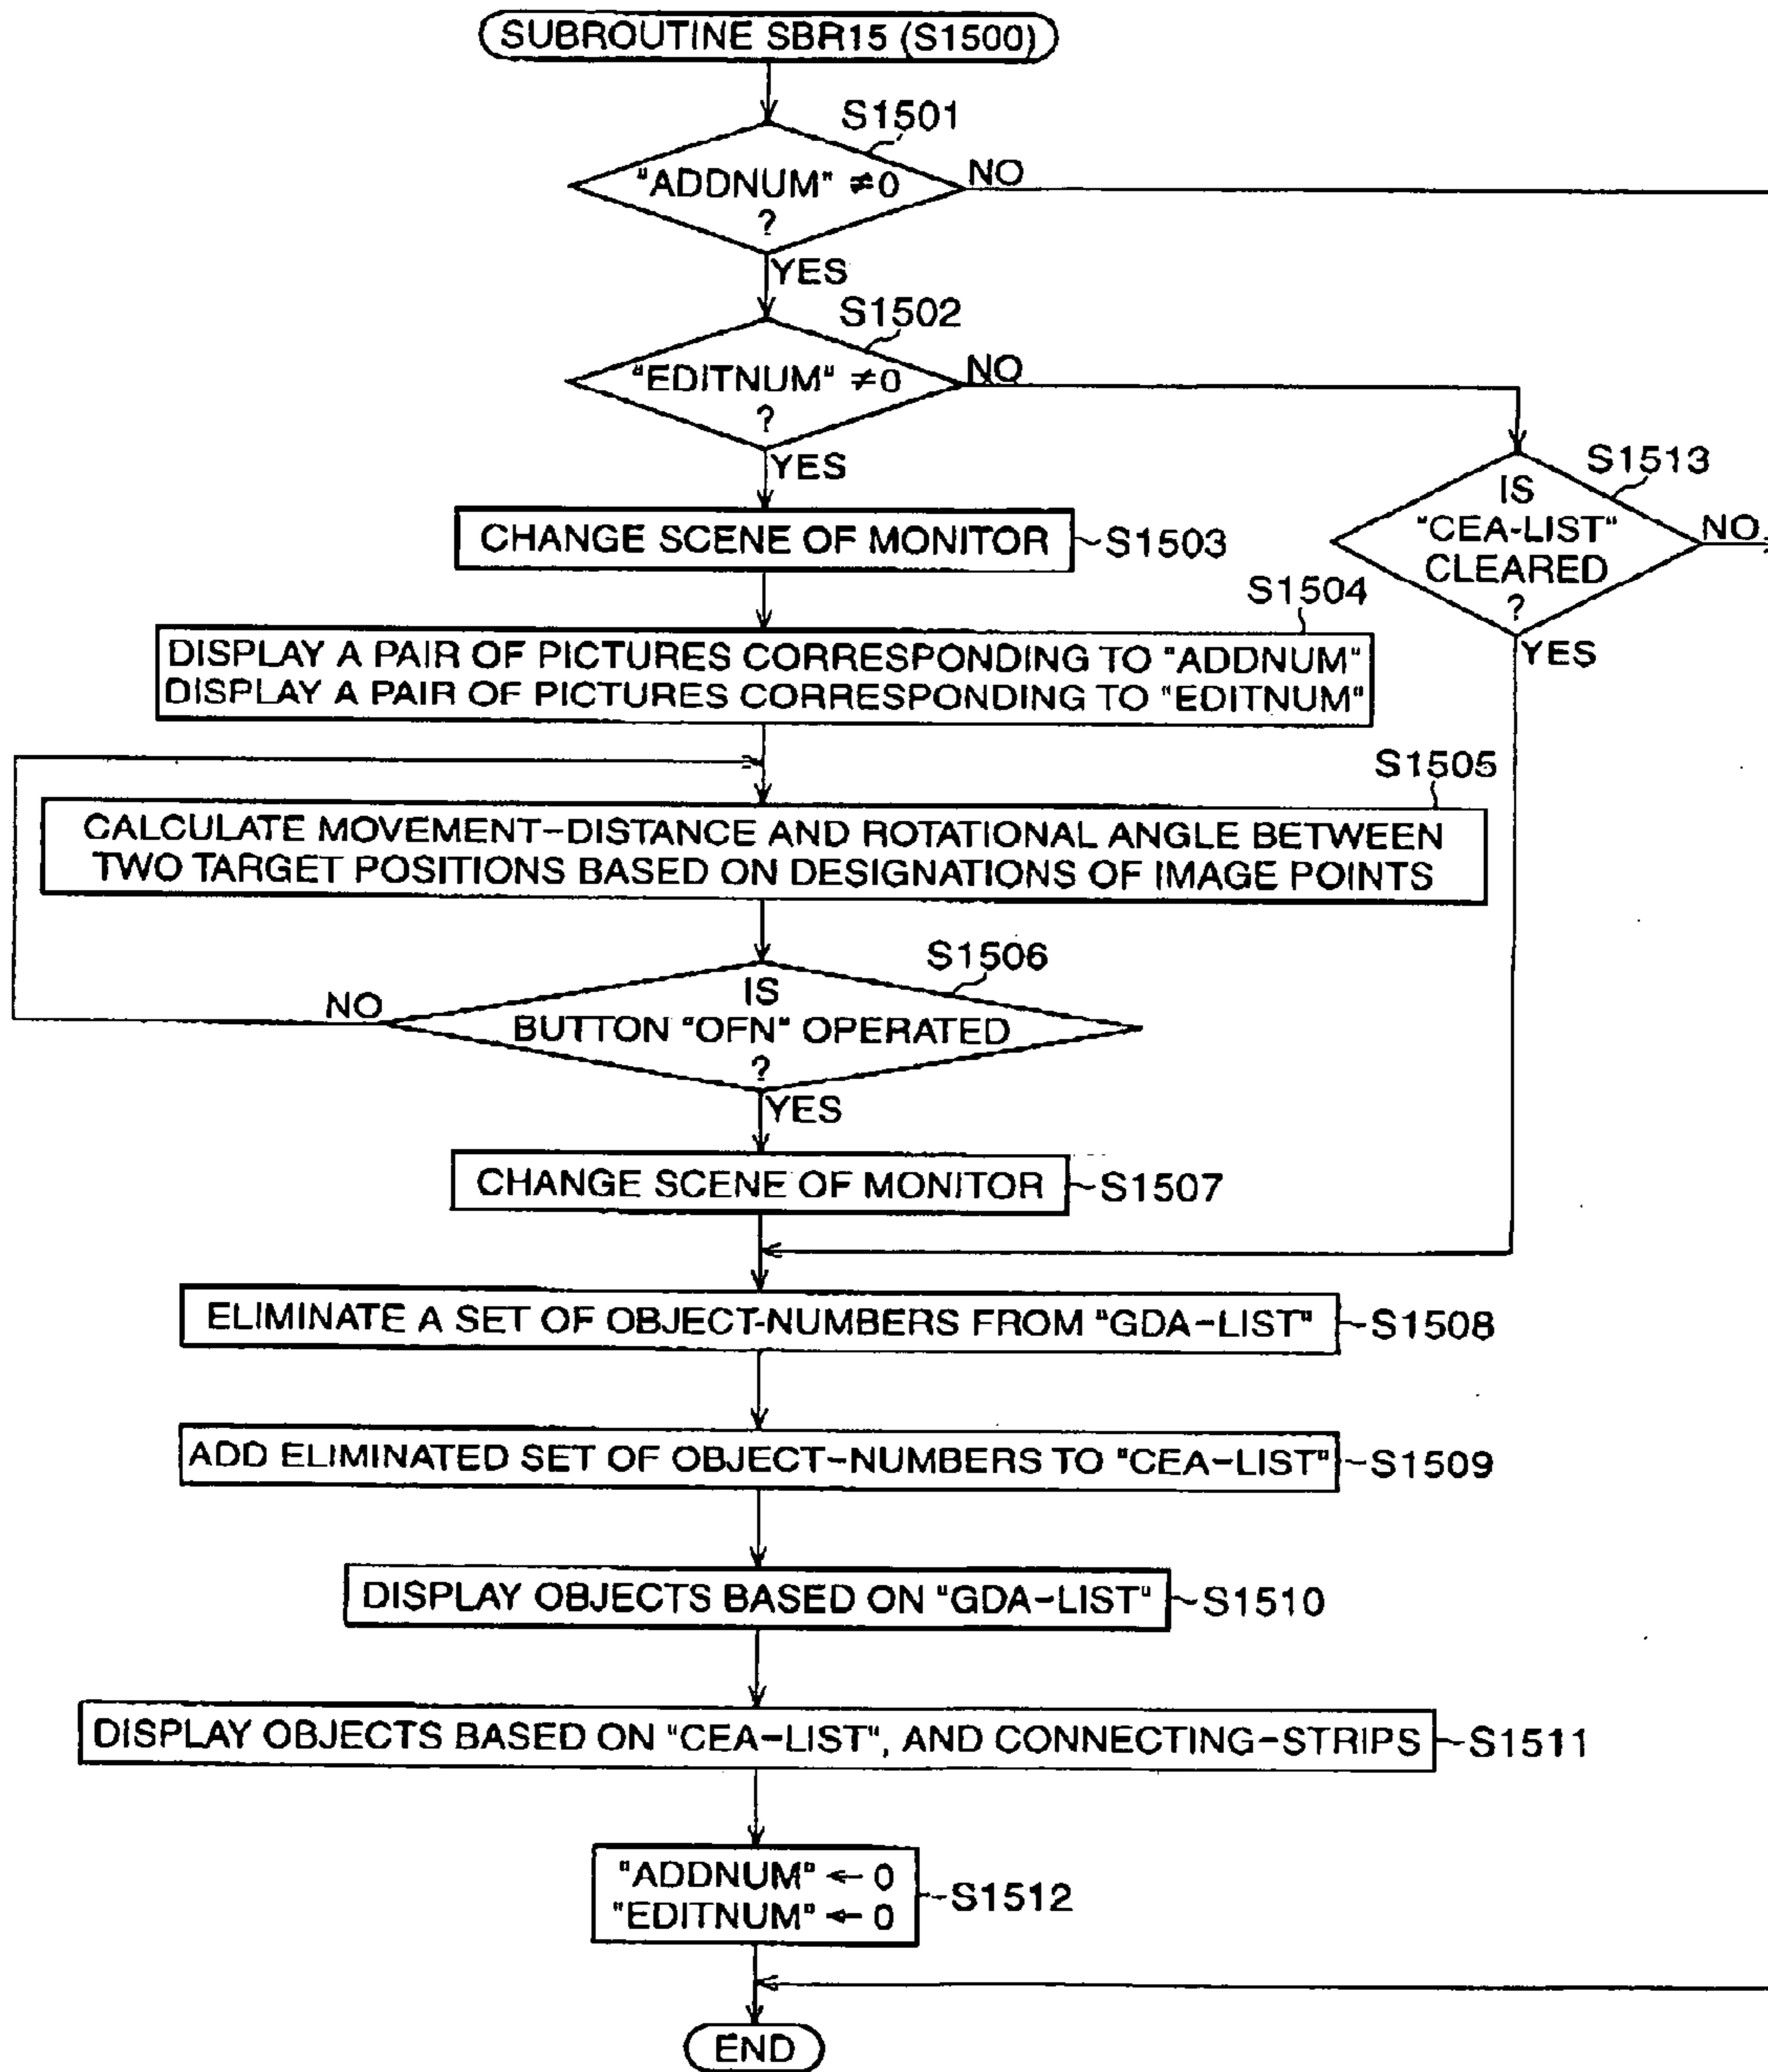 SUBROUTINE SBR15 (S1500)
S1501
"ADDNUM" ≠0
?
NO
YES
S1502
"EDITNUM" ≠0
?
NO
YES
S1513
IS
"CEA-LIST"
CLEARED
?
NO
YES
CHANGE SCENE OF MONITOR
S1503
S1504
DISPLAY A PAIR OF PICTURES CORRESPONDING TO "ADDNUM"
DISPLAY A PAIR OF PICTURES CORRESPONDING TO "EDITNUM"
S1505
CALCULATE MOVEMENT-DISTANCE AND ROTATIONAL ANGLE BETWEEN
TWO TARGET POSITIONS BASED ON DESIGNATIONS OF IMAGE POINTS
S1506
IS
BUTTON "OFN" OPERATED
?
NO
YES
CHANGE SCENE OF MONITOR
S1507
ELIMINATE A SET OF OBJECT-NUMBERS FROM "GDA-LIST"
S1508
ADD ELIMINATED SET OF OBJECT-NUMBERS TO "CEA-LIST"
S1509
DISPLAY OBJECTS BASED ON "GDA-LIST"
S1510
DISPLAY OBJECTS BASED ON "CEA-LIST", AND CONNECTING-STRIPS
S1511
"ADDNUM" ← 0
"EDITNUM" ← 0
S1512
END